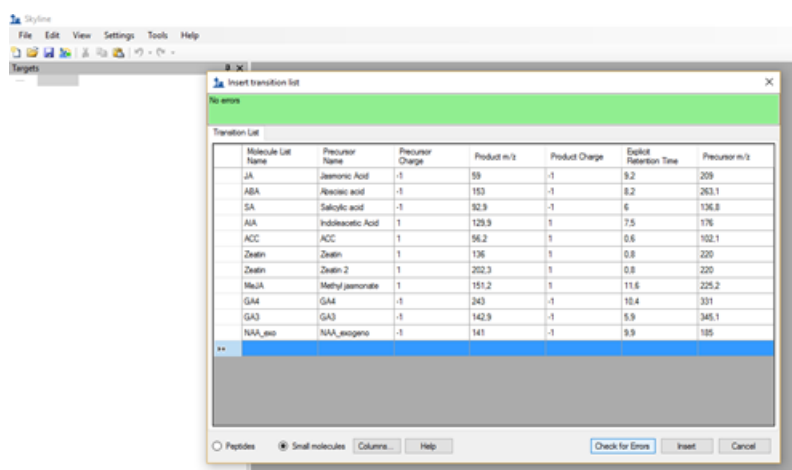 Skyline
File Edit View Settings Tools Help
Targets
Insert transition list
No errors
Transition List
Molecule List Name Precursor Name Precursor Charge Product m/z Product Charge Explicit Retention Time Precursor m/z
JA Jasmonic Acid -1 59 -1 9,2 209
ABA Abscisic acid -1 153 -1 8,2 263,1
SA Salicylic acid -1 92,9 -1 6 136,8
AIA Indoleacetic Acid 1 129,9 1 7,5 176
ACC ACC 1 56,2 1 0,6 102,1
Zeatin Zeatin 1 136 1 0,8 220
Zeatin Zeatin 2 1 202,3 1 0,8 220
MeJA Methyl jasmonate 1 151,2 1 11,6 225,2
GA4 GA4 -1 243 -1 10,4 331
GA3 GA3 -1 142,9 -1 5,9 345,1
NAA_exo NAA_exogeno -1 141 -1 9,9 185
Peptides Small molecules Columns... Help Check for Errors Insert Cancel